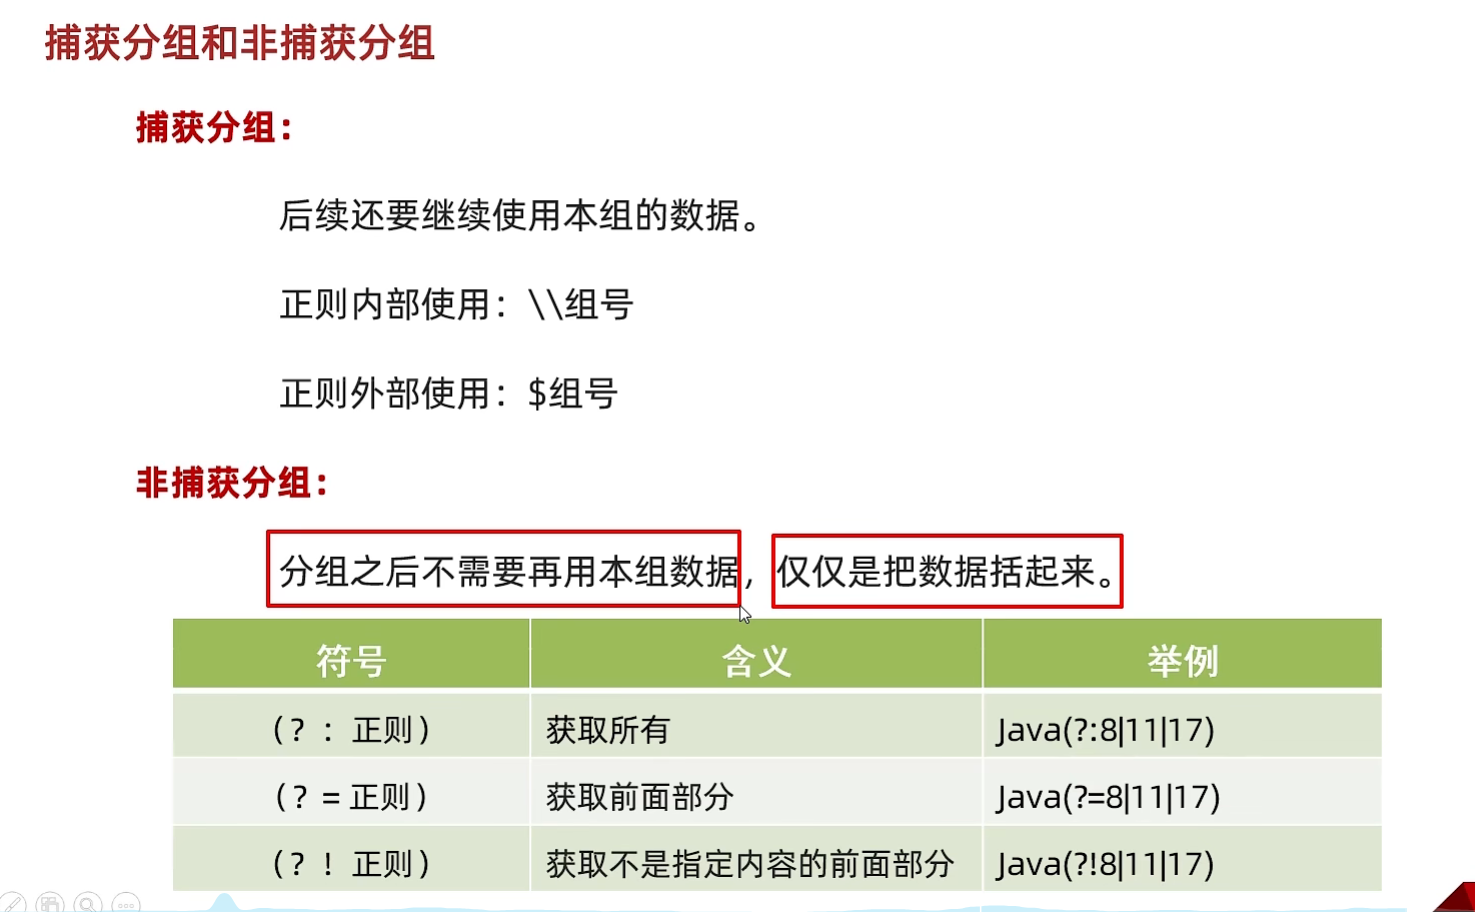 捕获分组和非捕获分组
捕获分组：
后续还要继续使用本组的数据。
正则内部使用：\\组号
正则外部使用：$组号
非捕获分组：
分组之后不需要再用本组数据，仅仅是把数据括起来。
符号 含义 举例
（？：正则） 获取所有 Java(?:8|11|17)
（？=正则） 获取前面部分 Java(?=8|11|17)
（？！正则） 获取不是指定内容的前面部分 Java(?!8|11|17)